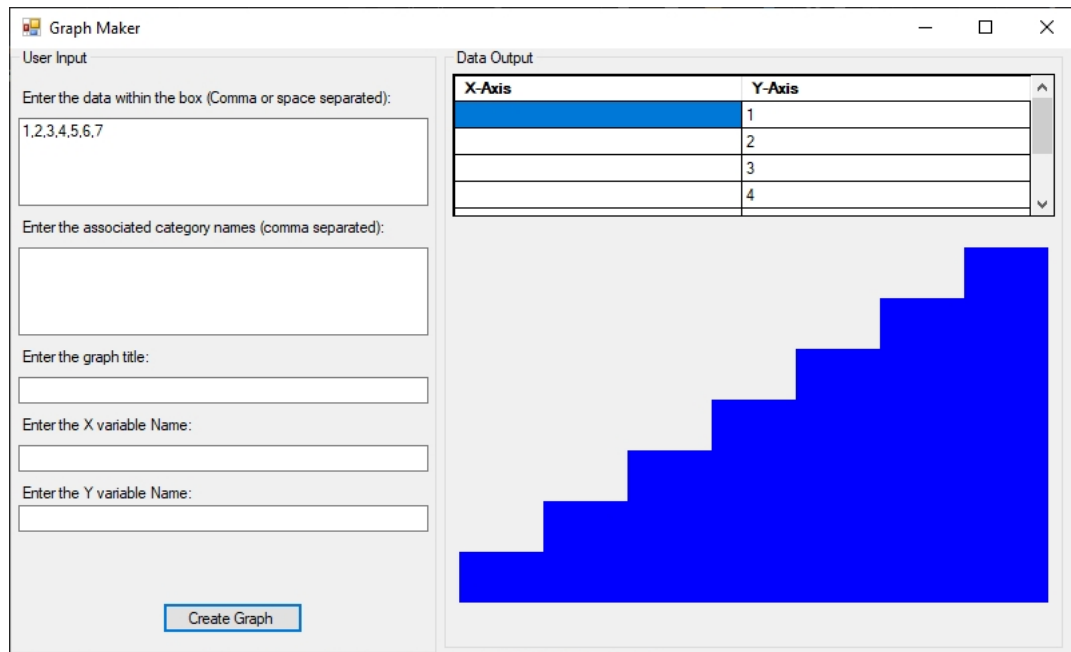 Graph Maker
User Input
Enter the data within the box (Comma or space separated):
1,2,3,4,5,6,7
Enter the associated category names (comma separated):
Enter the graph title:
Enter the X variable Name:
Enter the Y variable Name:
Create Graph
Data Output
X-Axis Y-Axis
1
2
3
4